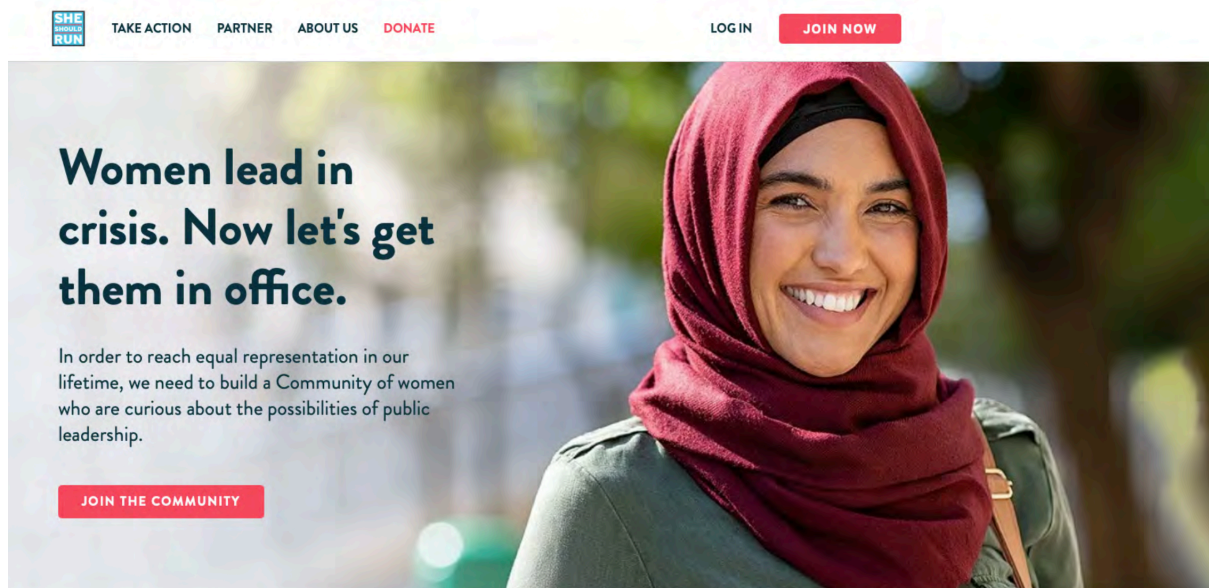 SHE
SHOULD
RUN
TAKE ACTION
PARTNER
ABOUT US
DONATE
LOG IN
JOIN NOW
Women lead in
crisis. Now let's get
them in office.
In order to reach equal representation in our
lifetime, we need to build a Community of women
who are curious about the possibilities of public
leadership.
JOIN THE COMMUNITY